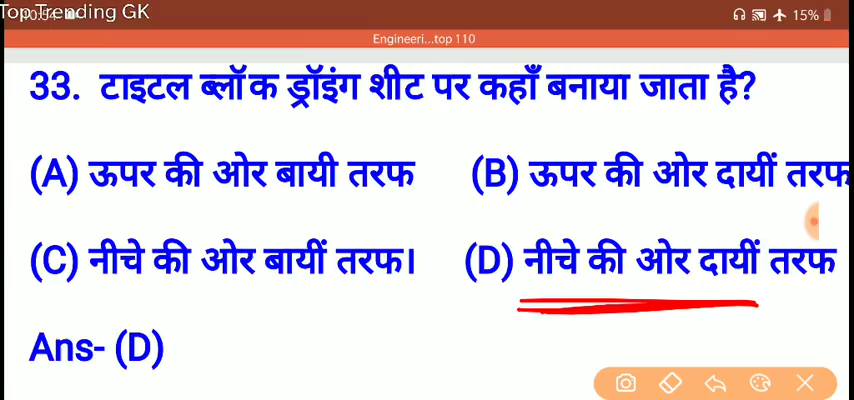 Top Trending GK
15%
Engineeri...top 110
33. टाइटल ब्लॉक ड्रॉइंग शीट पर कहाँ बनाया जाता है?
(A) ऊपर की ओर बायी तरफ (B) ऊपर की ओर दायीं तरफ
(C) नीचे की ओर बायीं तरफ। (D) नीचे की ओर दायीं तरफ
Ans- (D)